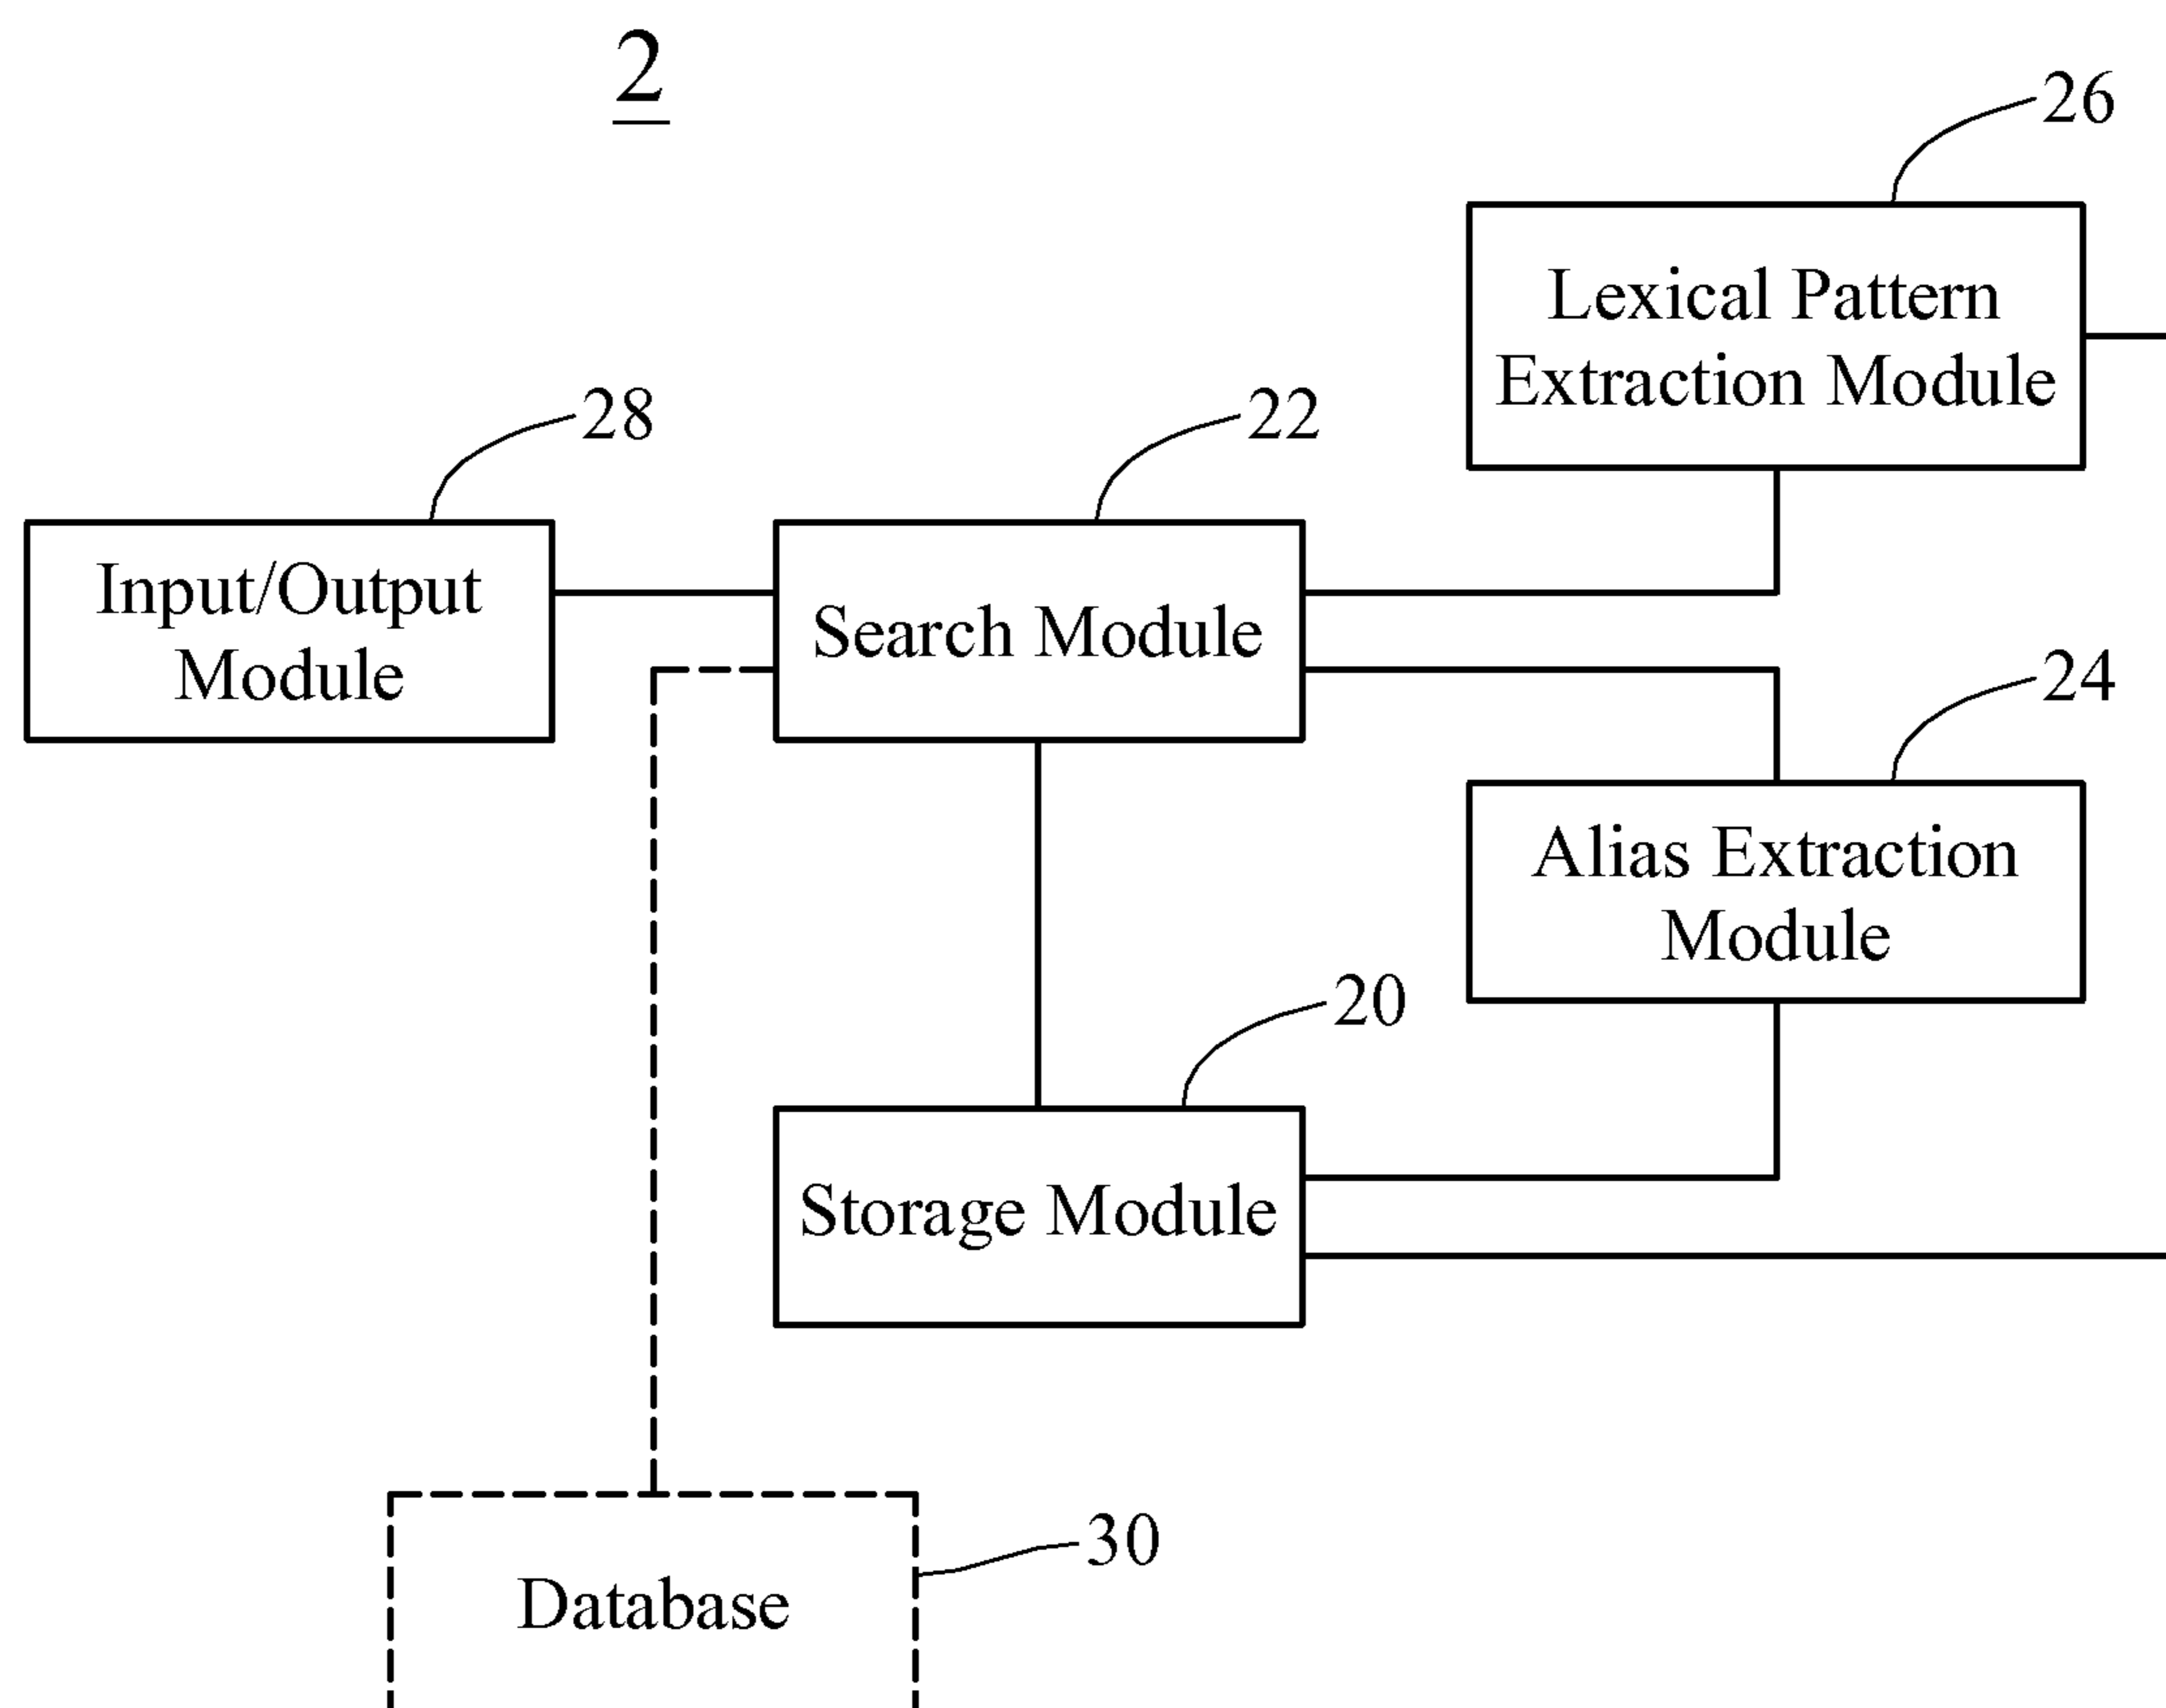 2
26
Lexical Pattern
Extraction Module
28
22
Input/Output
Module
Search Module
24
Alias Extraction
Module
20
Storage Module
30
Database